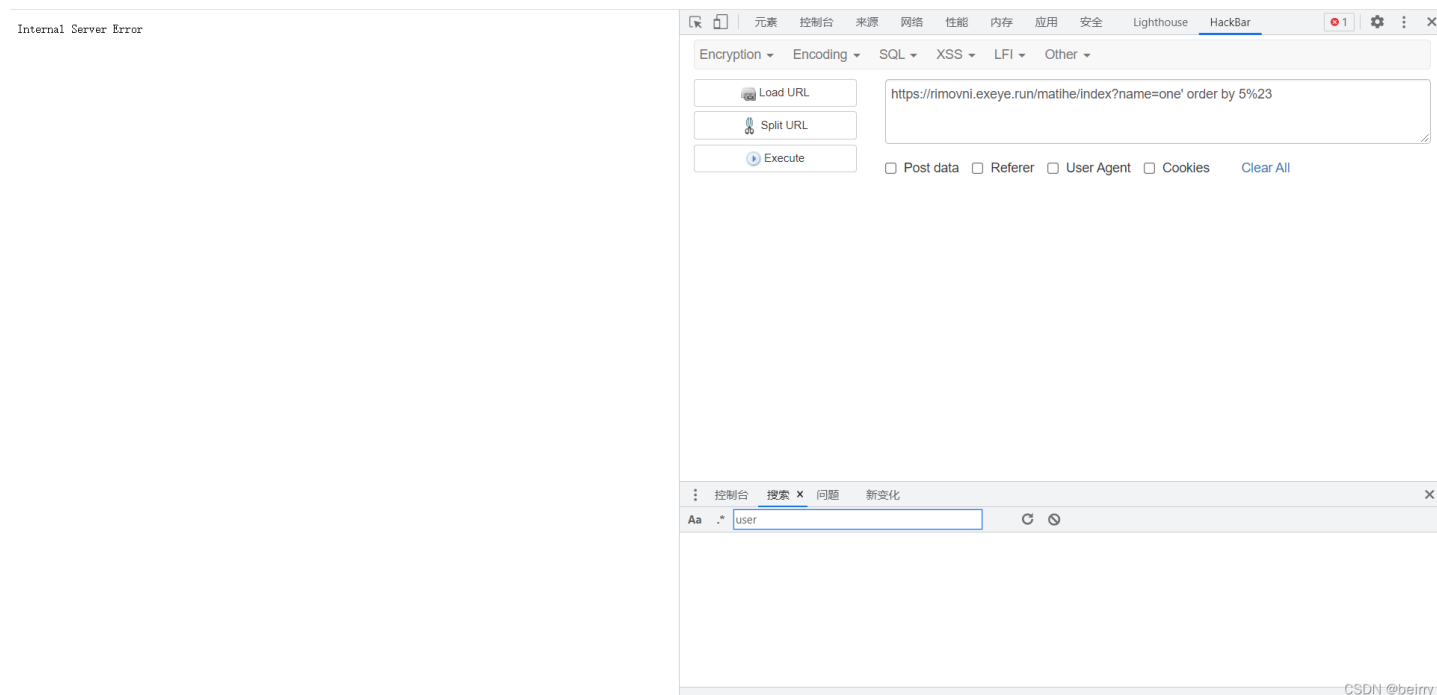 Internal Server Error
元素 控制台 来源 网络 性能 内存 应用 安全 Lighthouse HackBar 1
Encryption Encoding SQL XSS LFI Other
Load URL
https://rimovni.exeye.run/matihe/index?name=one' order by 5%23
Split URL
Execute
Post data Referer User Agent Cookies Clear All
控制台 搜索 问题 新变化
Aa .* user
CSDN @beirry